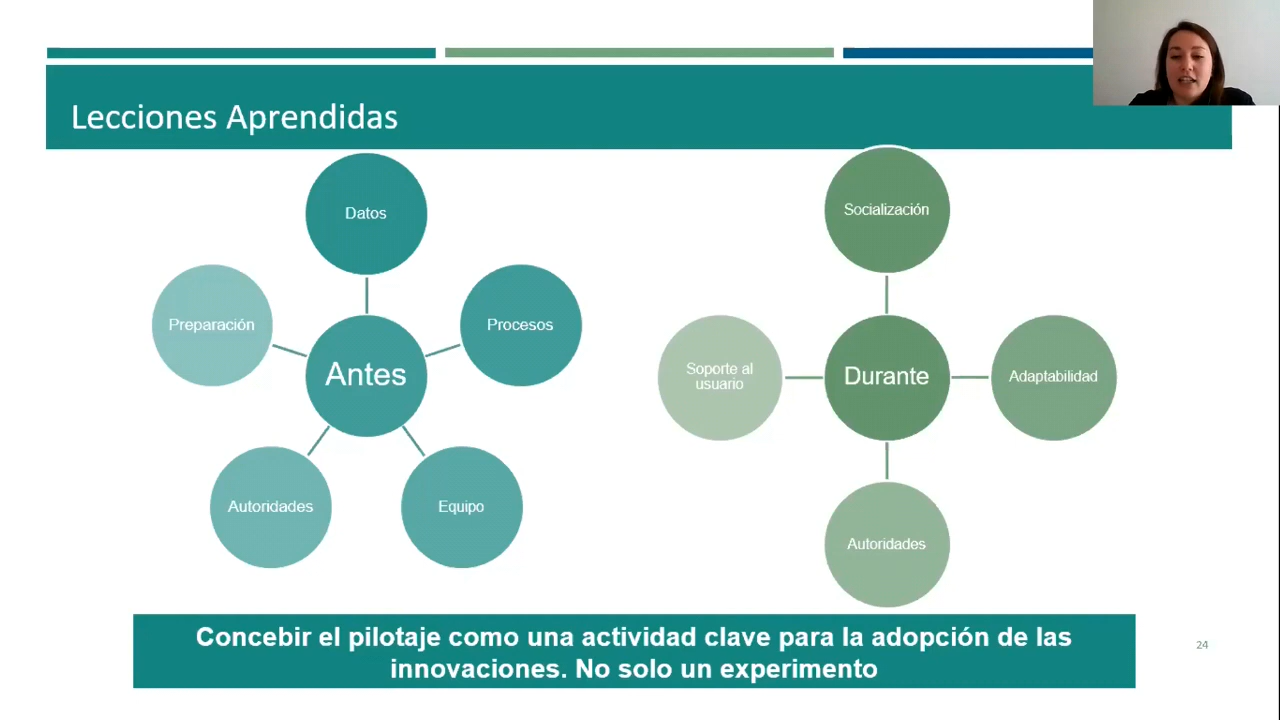 Lecciones Aprendidas
Datos
Preparación
Procesos
Antes
Autoridades
Equipo
Socialización
Soporte al
usuario
Durante
Adaptabilidad
Autoridades
Concebir el pilotaje como una actividad clave para la adopción de las
innovaciones. No solo un experimento
24